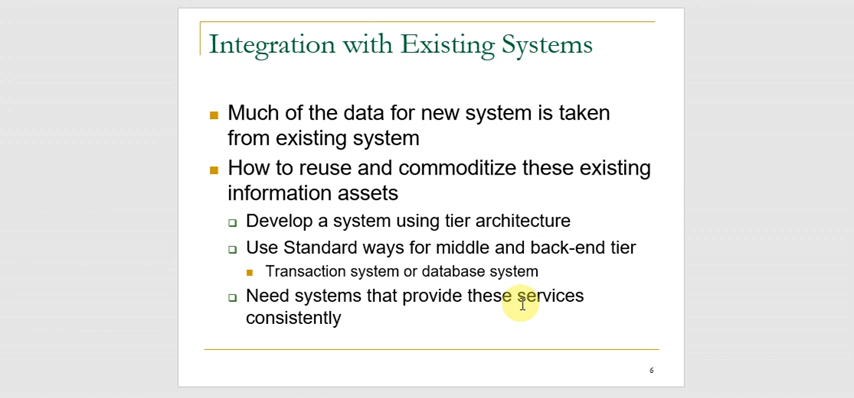 Integration with Existing Systems
Much of the data for new system is taken
from existing system
How to reuse and commoditize these existing
information assets
Develop a system using tier architecture
Use Standard ways for middle and back-end tier
Transaction system or database system
Need systems that provide these services
consistently
6